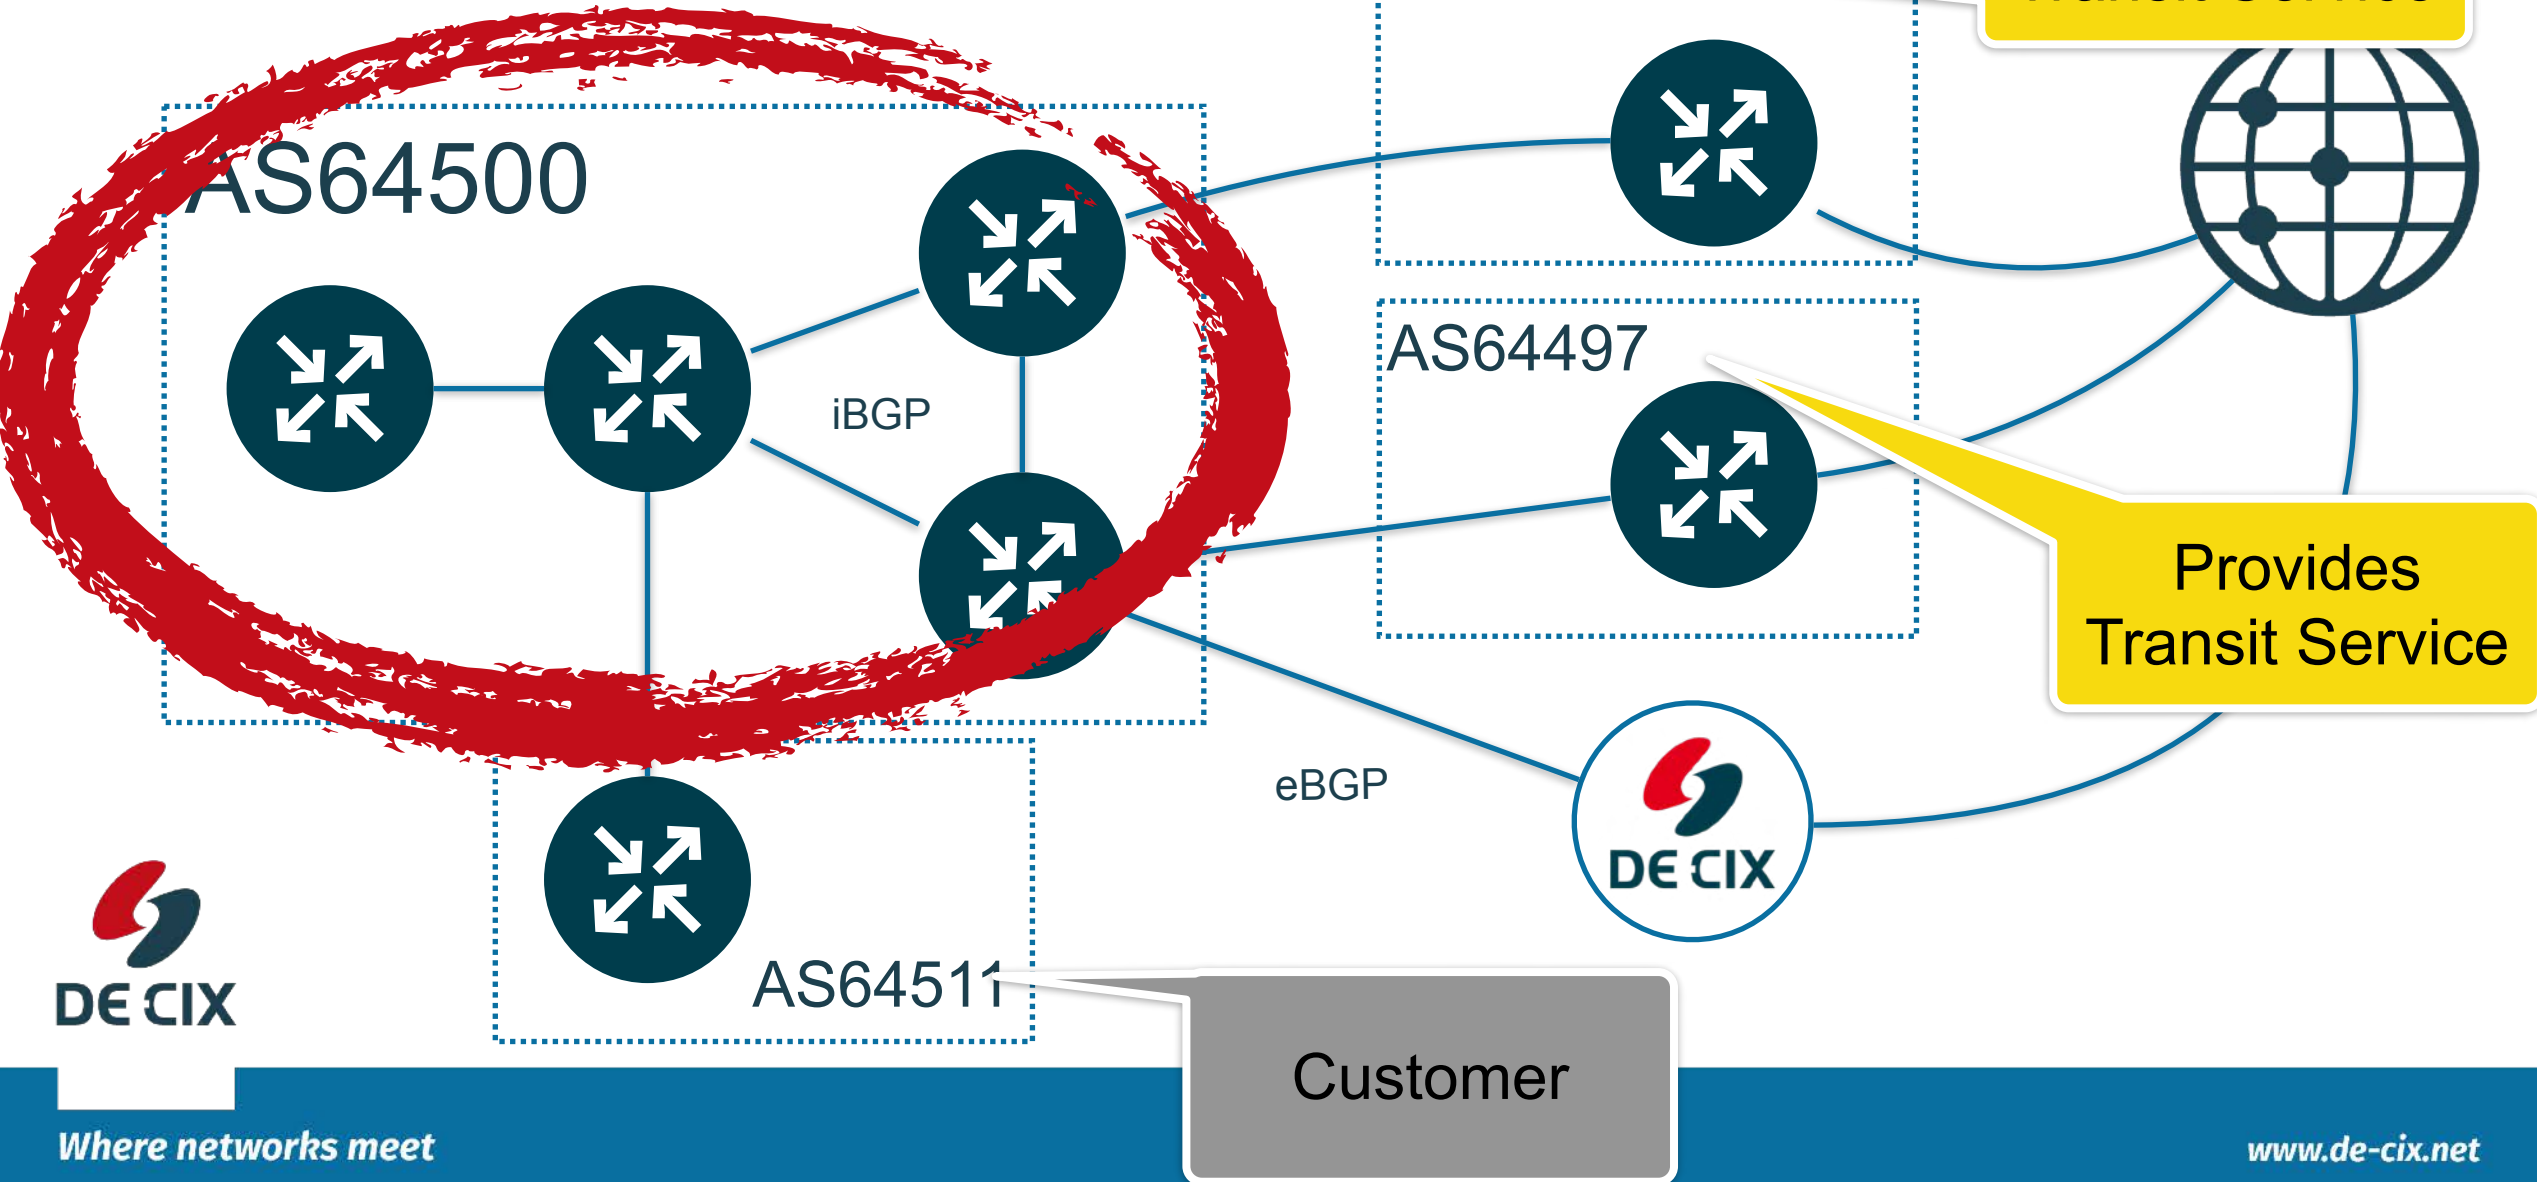 Transit Service
AS64500
AS64497
iBGP
Provides
Transit Service
eBGP
DE CIX
AS64511
DE CIX
Customer
Where networks meet
www.de-cix.net